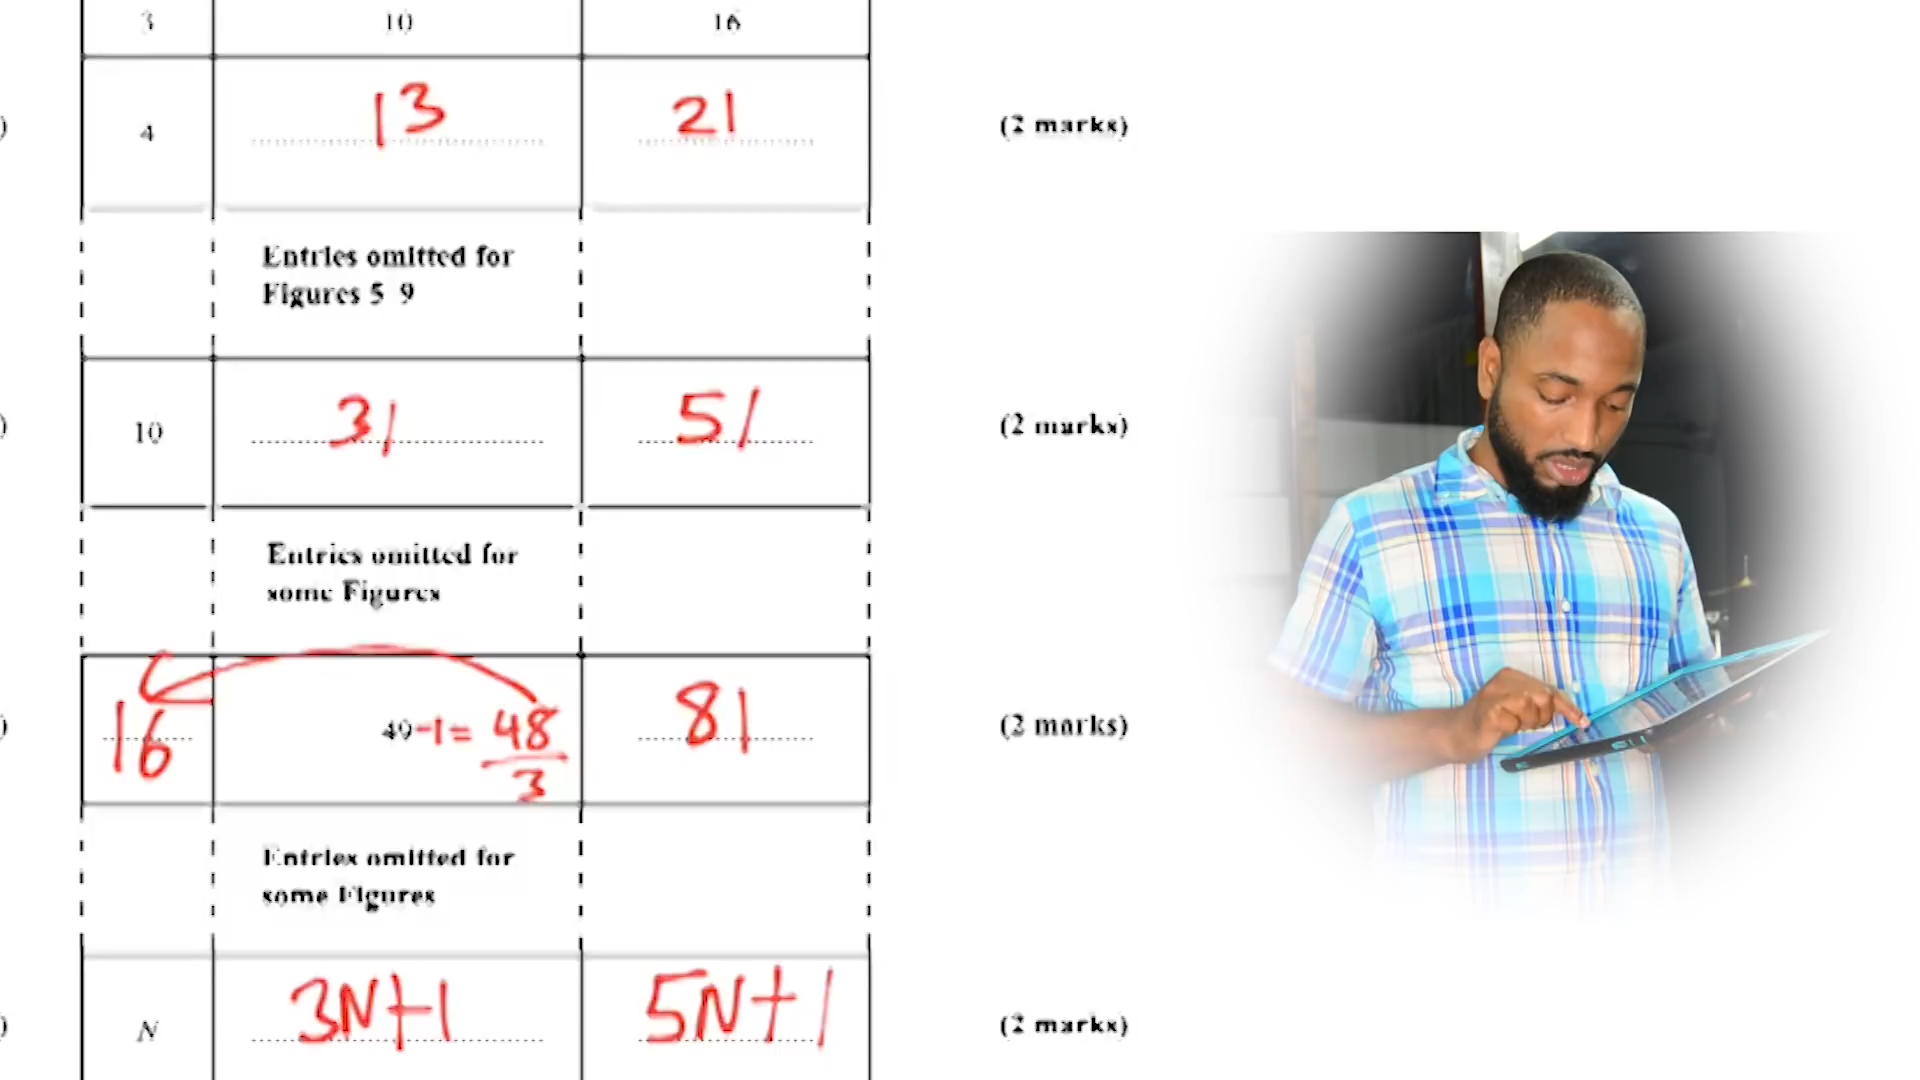 3 10 16
) 4 13 21 (2 marks)
Entries omitted for
Figures 5 9
) 10 31 51 (2 marks)
Entries omitted for
some Figures
) 16 49 -1 = 48/3 81 (2 marks)
Entries omitted for
some Figures
) N 3N+1 5N+1 (2 marks)